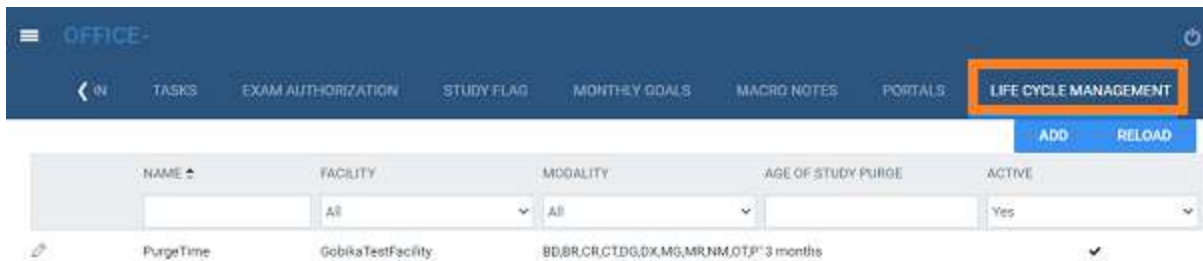 OFFICE-
IN TASKS EXAM AUTHORIZATION STUDY FLAG MONTHLY GOALS MACRO NOTES PORTALS LIFE CYCLE MANAGEMENT
ADD RELOAD
NAME FACILITY MODALITY AGE OF STUDY PURGE ACTIVE
All All Yes
PurgeTime GobikaTestFacility BD,BR,CR,CT,DG,DX,MG,MR,NM,OT,P 3 months